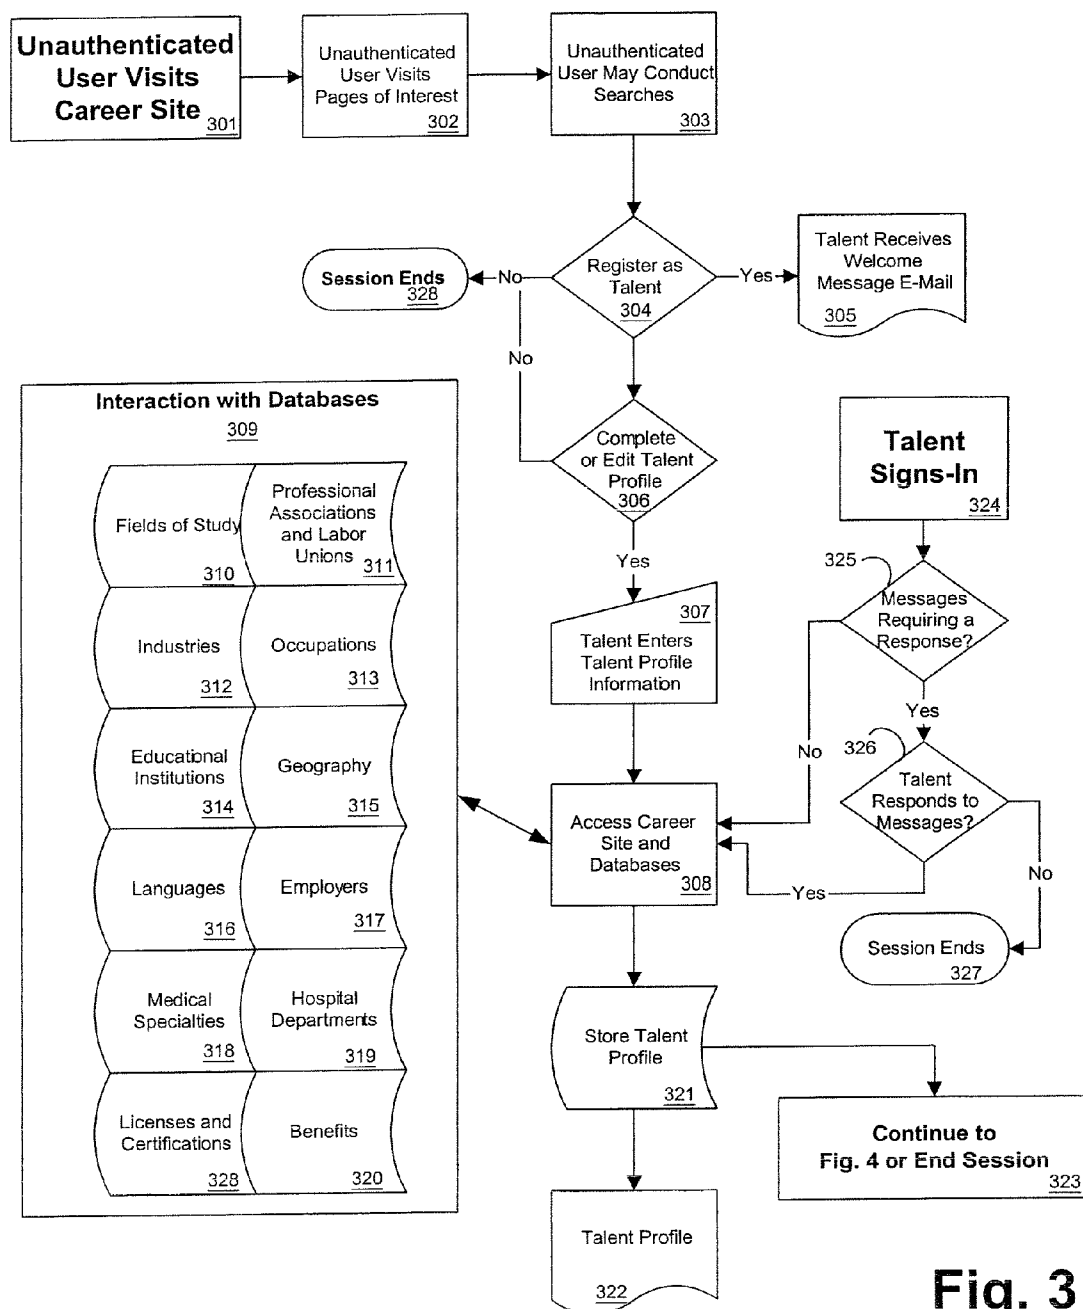 Unauthenticated
User Visits
Career Site
301
Unauthenticated
User Visits
Pages of Interest
302
Unauthenticated
User May Conduct
Searches
303
Session Ends
328
No
Register as
Talent
304
Yes
Talent Receives
Welcome
Message E-Mail
305
No
Interaction with Databases
309
Complete
or Edit Talent
Profile
306
Talent
Signs-In
324
Fields of Study
310
Professional
Associations
and Labor
Unions
311
Yes
325
Messages
Requiring a
Response?
307
Talent Enters
Talent Profile
Information
Industries
312
Occupations
313
Yes
No
326
Talent
Responds to
Messages?
Educational
Institutions
314
Geography
315
Access Career
Site and
Databases
308
Yes
No
Languages
316
Employers
317
Session Ends
327
Medical
Specialties
318
Hospital
Departments
319
Store Talent
Profile
321
Licenses and
Certifications
328
Benefits
320
Continue to
Fig. 4 or End Session
323
Talent Profile
322
Fig. 3